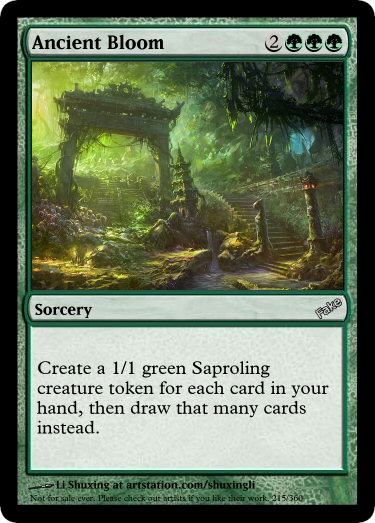 Ancient Bloom 2
Sorcery Fake
Create a 1/1 green Saproling
creature token for each card in your
hand, then draw that many cards
instead.
Li Shuxing at artstation.com/shuxingli
Not for sale ever. Please check our artists if you like their work. 215/360